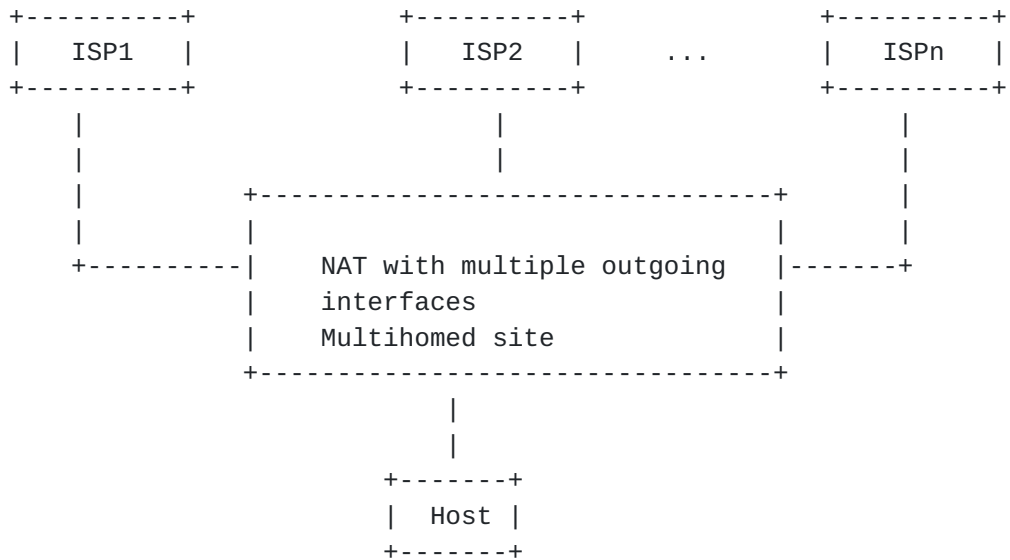 ISP1 ISP2 ... ISPn
NAT with multiple outgoing
interfaces
Multihomed site
Host